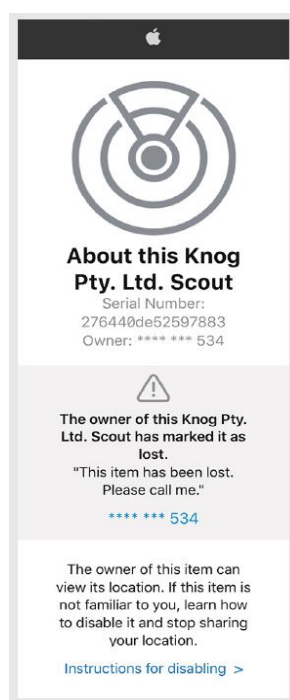 About this Knog
Pty. Ltd. Scout
Serial Number:
276440de52597883
Owner: **** *** 534
The owner of this Knog Pty.
Ltd. Scout has marked it as
lost.
"This item has been lost.
Please call me."
**** *** 534
The owner of this item can
view its location. If this item is
not familiar to you, learn how
to disable it and stop sharing
your location.
Instructions for disabling >